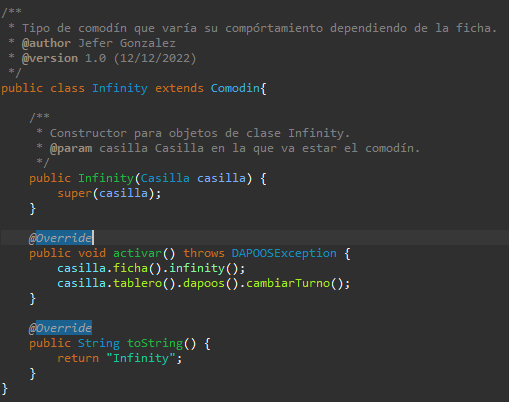 /**
 * Tipo de comodín que varía su compórtamiento dependiendo de la ficha.
 * @author Jefer Gonzalez
 * @version 1.0 (12/12/2022)
 */
public class Infinity extends Comodin{
    /**
     * Constructor para objetos de clase Infinity.
     * @param casilla Casilla en la que va estar el comodín.
     */
    public Infinity(Casilla casilla) {
        super(casilla);
    }
    @Override
    public void activar() throws DAPOOSException {
        casilla.ficha().infinity();
        casilla.tablero().dapoos().cambiarTurno();
    }
    @Override
    public String toString() {
        return "Infinity";
    }
}